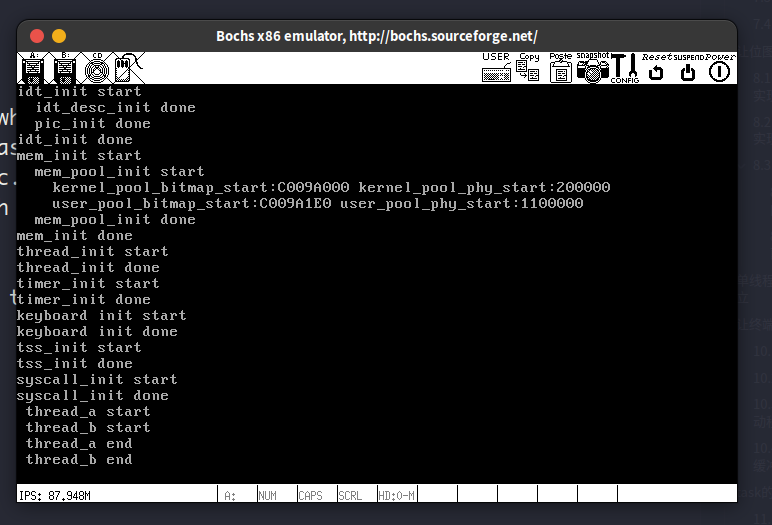 Bochs x86 emulator, http://bochs.sourceforge.net/
A: B: CD USER Copy Paste snapshot CONFIG Reset SUSPEND Power
idt_init start
idt_desc_init done
pic_init done
idt_init done
mem_init start
mem_pool_init start
kernel_pool_bitmap_start:C009A000 kernel_pool_phy_start:200000
user_pool_bitmap_start:C009A1E0 user_pool_phy_start:1100000
mem_pool_init done
mem_init done
thread_init start
thread_init done
timer_init start
timer_init done
keyboard init start
keyboard init done
tss_init start
tss_init done
syscall_init start
syscall_init done
thread_a start
thread_b start
thread_a end
thread_b end
IPS: 87.948M A: NUM CAPS SCRL HD:0-M